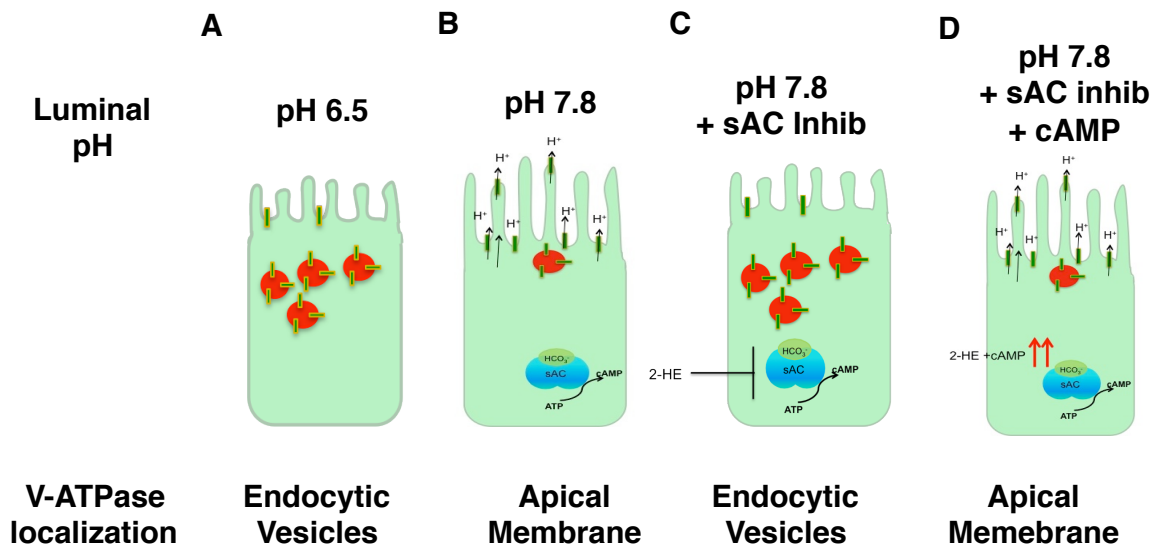 A
B
C
D
Luminal
pH
pH 6.5
pH 7.8
pH 7.8
+ sAC Inhib
pH 7.8
+ sAC inhib
+ cAMP
H⁺
H⁺
H⁺
H⁺
H⁺
H⁺
HCO₃⁻
sAC
cAMP
ATP
2-HE
HCO₃⁻
sAC
cAMP
ATP
H⁺
H⁺
H⁺
H⁺
H⁺
H⁺
2-HE +cAMP
HCO₃⁻
sAC
cAMP
ATP
V-ATPase
localization
Endocytic
Vesicles
Apical
Membrane
Endocytic
Vesicles
Apical
Memebrane